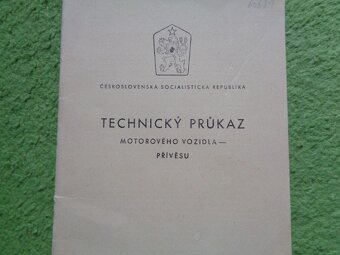 ČESKOSLOVENSKÁ SOCIALISTICKÁ REPUBLIKA
TECHNICKÝ PRŮKAZ
MOTOROVÉHO VOZIDLA—
PŘÍVĚSU